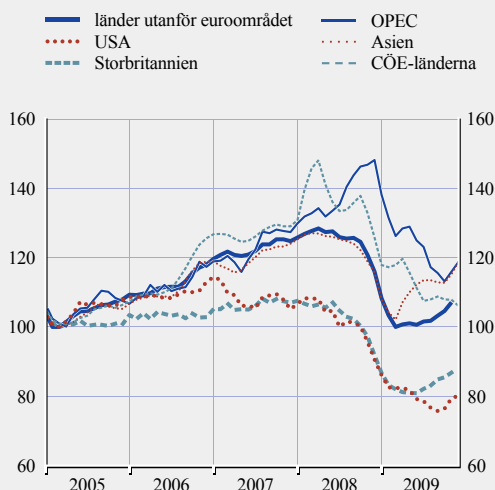 länder utanför euroområdet
USA
Storbritannien
OPEC
Asien
CÖE-länderna
160 160
140 140
120 120
100 100
80 80
60 60
2005 2006 2007 2008 2009